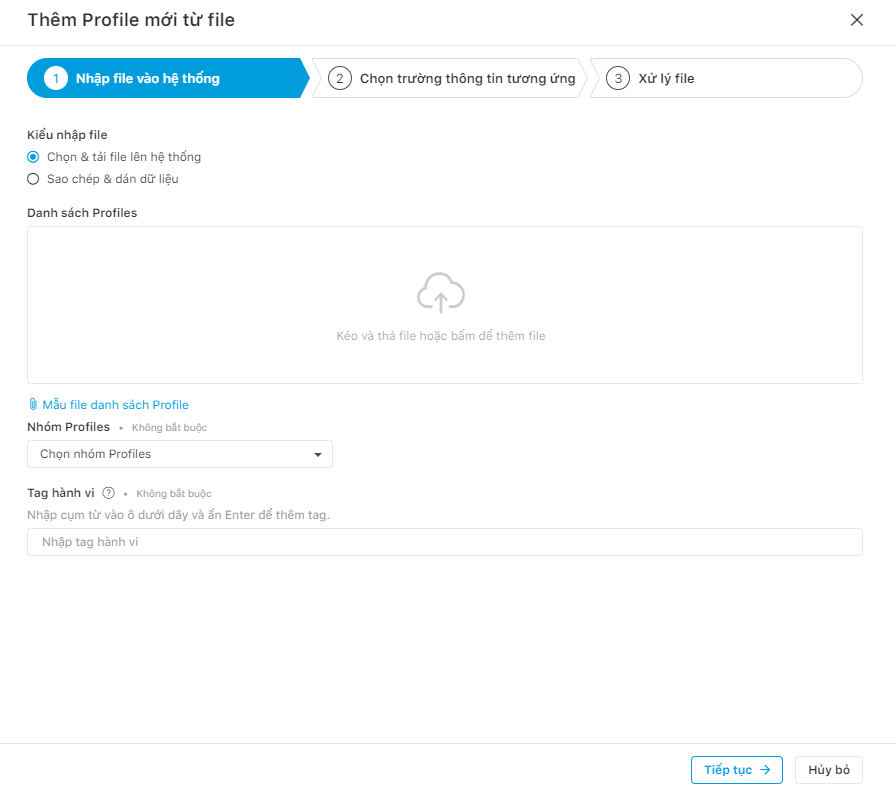 Thêm Profile mới từ file
1 Nhập file vào hệ thống
2 Chọn trường thông tin tương ứng
3 Xử lý file
Kiểu nhập file
Chọn & tải file lên hệ thống
Sao chép & dán dữ liệu
Danh sách Profiles
Kéo và thả file hoặc bấm để thêm file
Mẫu file danh sách Profile
Nhóm Profiles • Không bắt buộc
Chọn nhóm Profiles
Tag hành vi ? • Không bắt buộc
Nhập cụm từ vào ô dưới dây và ấn Enter để thêm tag.
Nhập tag hành vi
Tiếp tục →
Hủy bỏ